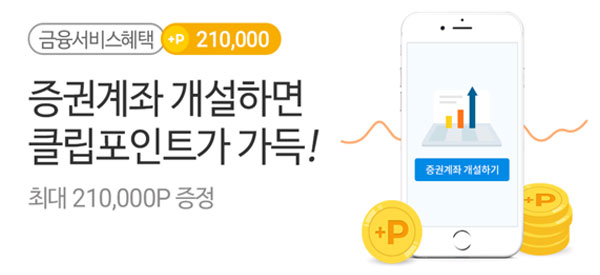 금융서비스혜택 +P 210,000
증권계좌 개설하면
클립포인트가 가득!
최대 210,000P 증정
증권계좌 개설하기
+P
+P